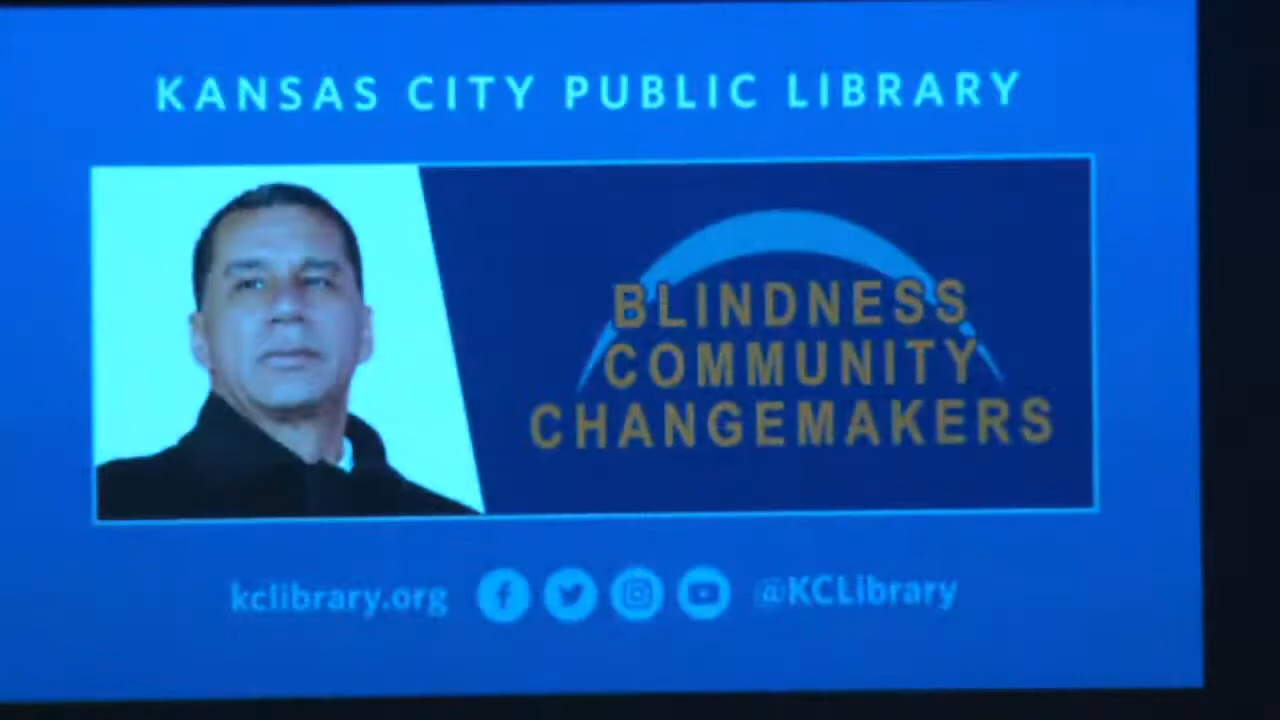 KANSAS CITY PUBLIC LIBRARY
BLINDNESS
COMMUNITY
CHANGEMAKERS
kclibrary.org @KCLibrary